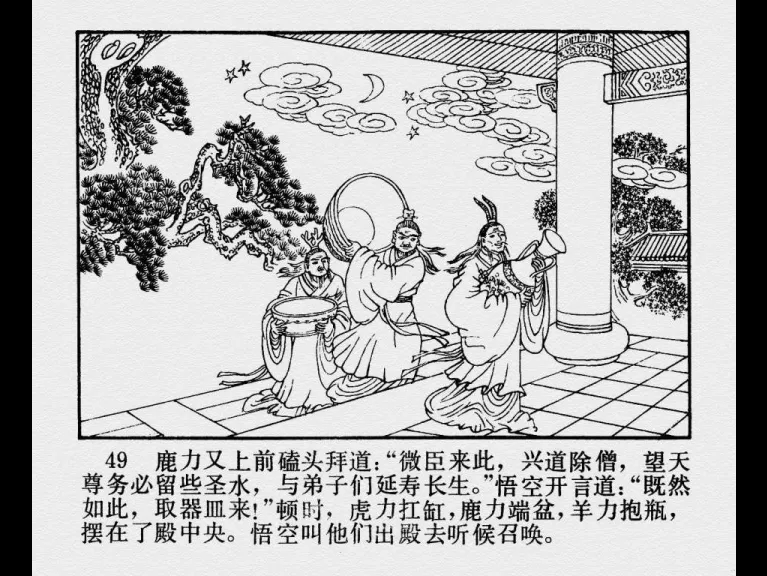 49 鹿力又上前磕头拜道:“微臣来此，兴道除僧，望天
尊务必留些圣水，与弟子们延寿长生。”悟空开言道:“既然
如此，取器皿来!”顿时，虎力扛缸，鹿力端盆，羊力抱瓶，
摆在了殿中央。悟空叫他们出殿去听候召唤。